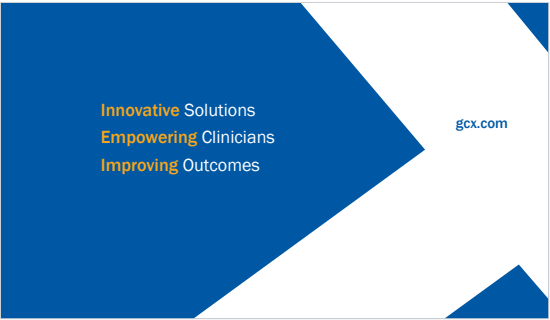 Innovative Solutions
Empowering Clinicians
Improving Outcomes
gcx.com